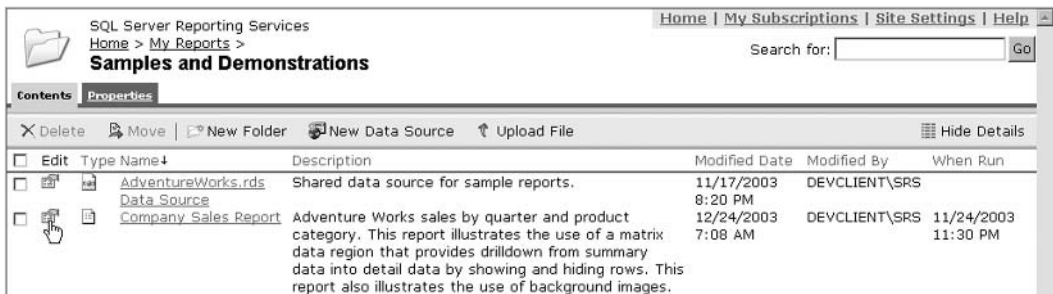 SQL Server Reporting Services
Home > My Reports >
Samples and Demonstrations
Home | My Subscriptions | Site Settings | Help
Search for: Go
Contents Properties
Delete Move | New Folder New Data Source Upload File Hide Details
Edit Type Name↓ Description Modified Date Modified By When Run
AdventureWorks.rds Shared data source for sample reports. 11/17/2003 DEVCLIENT\SRS
Data Source 8:20 PM
Company Sales Report Adventure Works sales by quarter and product 12/24/2003 DEVCLIENT\SRS 11/24/2003
category. This report illustrates the use of a matrix 7:08 AM 11:30 PM
data region that provides drilldown from summary
data into detail data by showing and hiding rows. This
report also illustrates the use of background images.